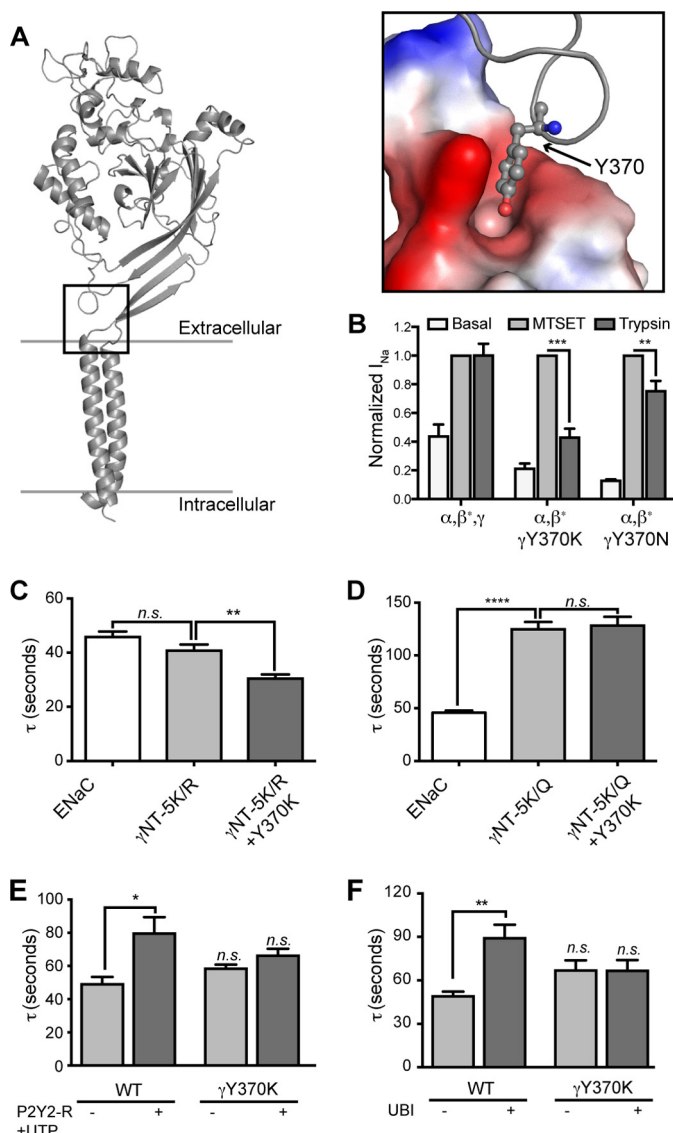 A
Y370
Extracellular
Intracellular
B
Basal MTSET Trypsin
Normalized I Na
1.2
1.0
0.8
0.6
0.4
0.2
0.0
*** **
α,β*,γ α,β* γY370K α,β* γY370N
C
τ (seconds)
60
40
20
0
n.s. **
ENaC
γNT-5K/R
γNT-5K/R
+Y370K
D
τ (seconds)
150
100
50
0
**** n.s.
ENaC
γNT-5K/Q
γNT-5K/Q
+Y370K
E
τ (seconds)
100
80
60
40
20
0
*
n.s. n.s.
WT γY370K
P2Y2-R - + - +
+UTP
F
τ (seconds)
120
90
60
30
0
**
n.s. n.s.
WT γY370K
UBI - + - +